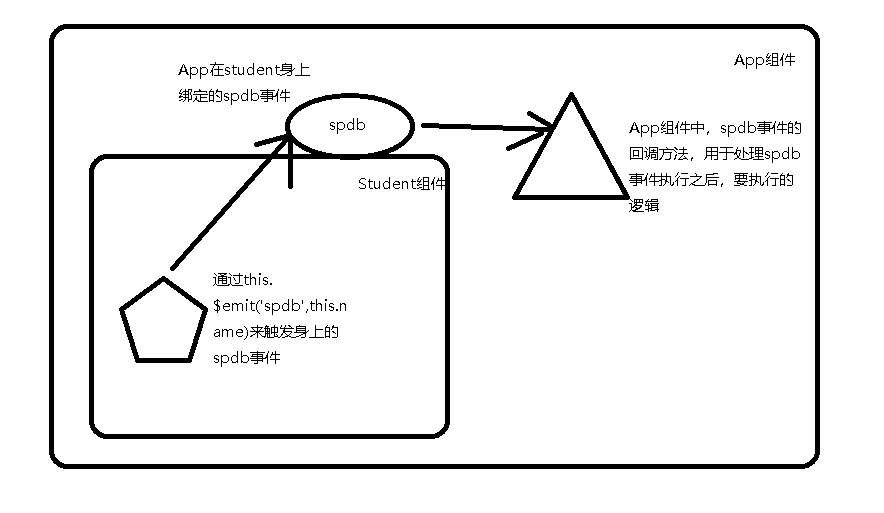 App组件
App在student身上
绑定的spdb事件
spdb
App组件中，spdb事件的
回调方法，用于处理spdb
事件执行之后，要执行的
逻辑
Student组件
通过this.
$emit('spdb',this.n
ame)来触发身上的
spdb事件